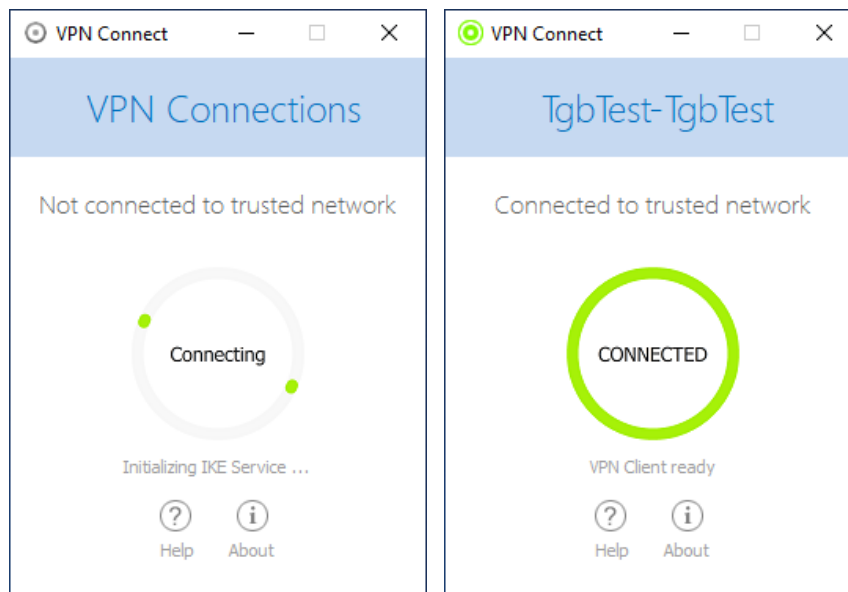 VPN Connect
VPN Connections
Not connected to trusted network
Connecting
Initializing IKE Service ...
Help About
VPN Connect
TgbTest-TgbTest
Connected to trusted network
CONNECTED
VPN Client ready
Help About